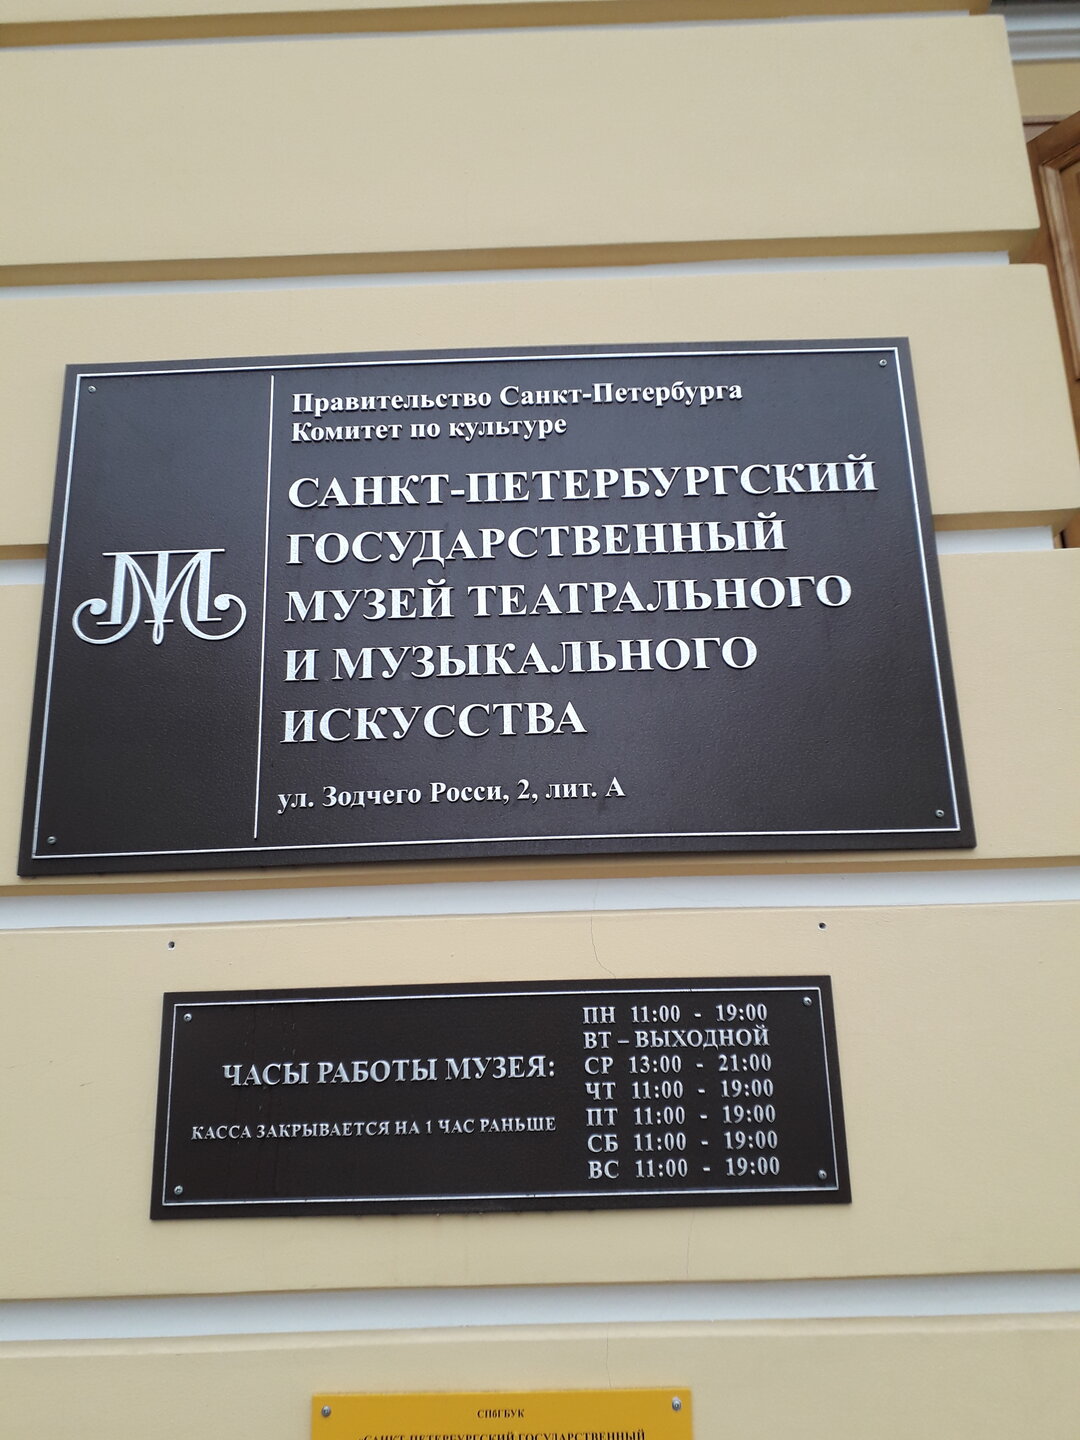 Правительство Санкт-Петербурга
Комитет по культуре
САНКТ-ПЕТЕРБУРГСКИЙ
ГОСУДАРСТВЕННЫЙ
МУЗЕЙ ТЕАТРАЛЬНОГО
И МУЗЫКАЛЬНОГО
ИСКУССТВА
ул. Зодчего Росси, 2, лит. А
ЧАСЫ РАБОТЫ МУЗЕЯ:
КАССА ЗАКРЫВАЕТСЯ НА 1 ЧАС РАНЬШЕ
ПН 11:00 - 19:00
ВТ – ВЫХОДНОЙ
СР 13:00 - 21:00
ЧТ 11:00 - 19:00
ПТ 11:00 - 19:00
СБ 11:00 - 19:00
ВС 11:00 - 19:00
СПбГБУК
«САНКТ-ПЕТЕРБУРГСКИЙ ГОСУДАРСТВЕННЫЙ